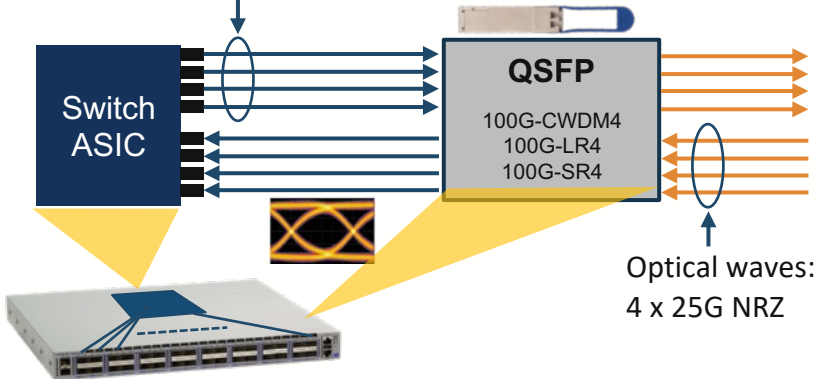 QSFP
Switch
ASIC
100G-CWDM4
100G-LR4
100G-SR4
Optical waves:
4 x 25G NRZ